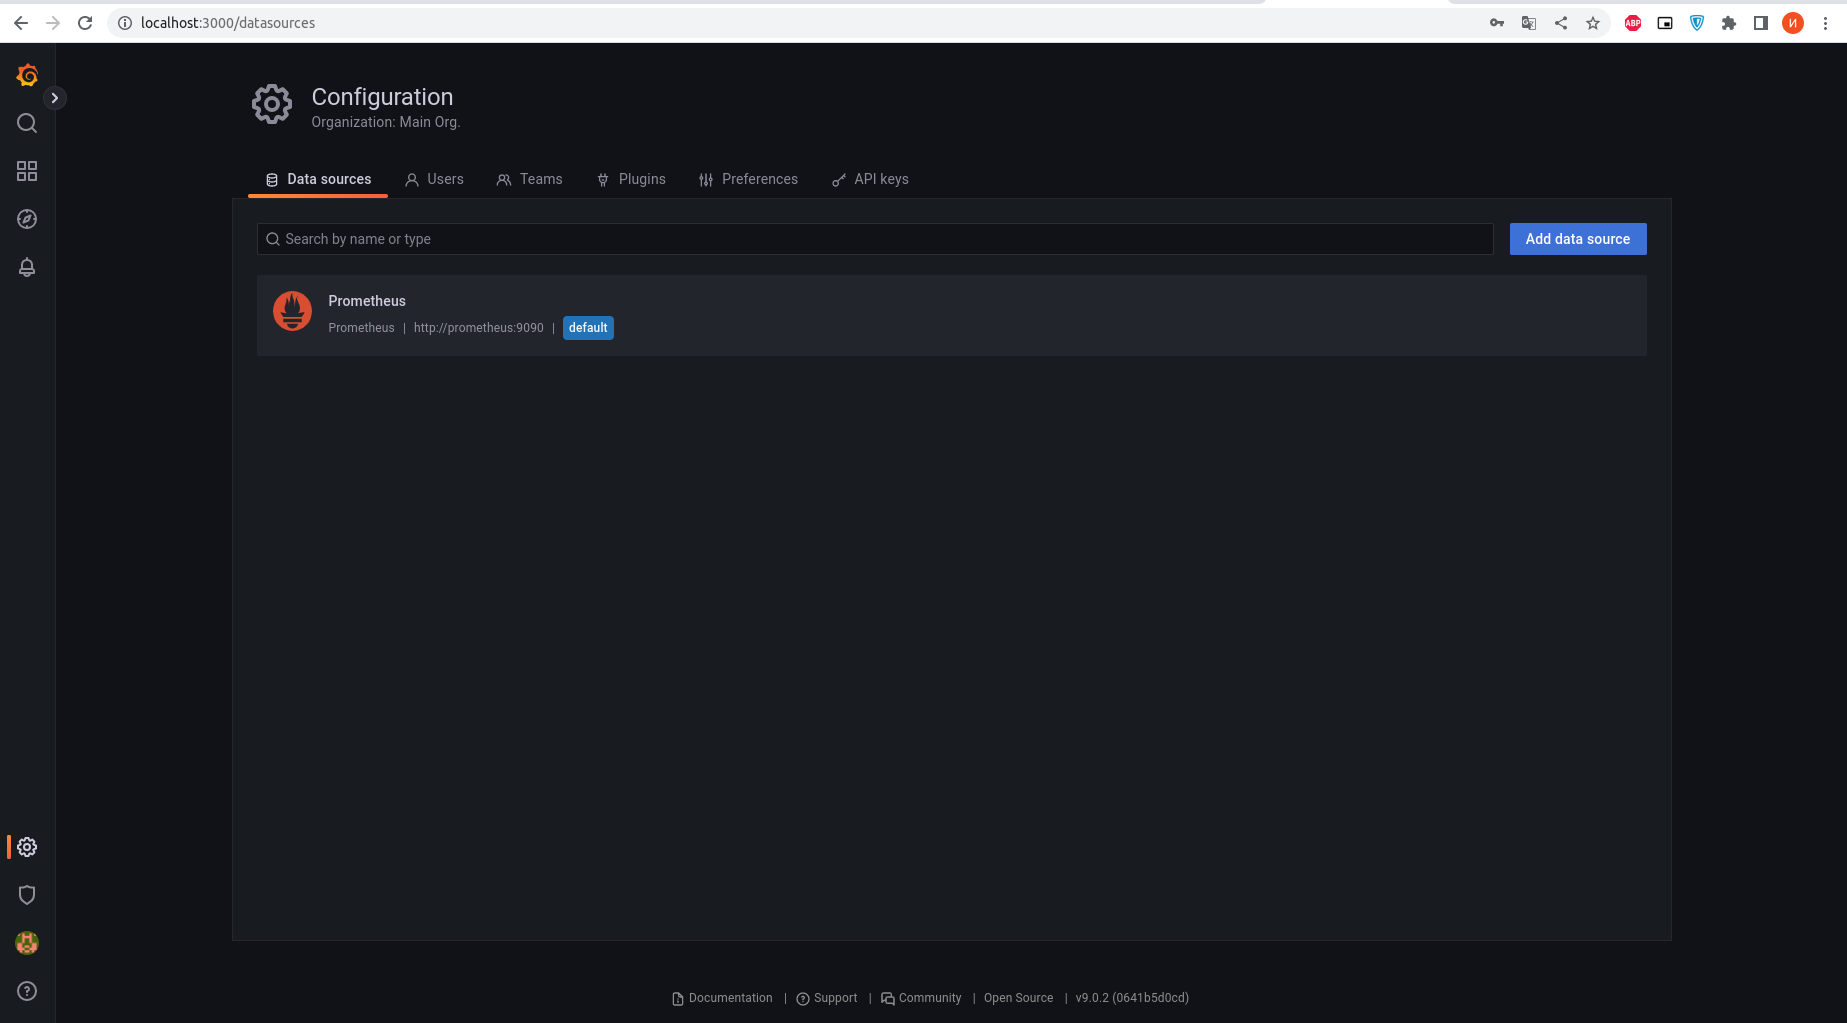 localhost:3000/datasources
ABP
И
Configuration
Organization: Main Org.
Data sources Users Teams Plugins Preferences API keys
Search by name or type
Add data source
Prometheus
Prometheus | http://prometheus:9090 | default
Documentation | Support | Community | Open Source | v9.0.2 (0641b5d0cd)